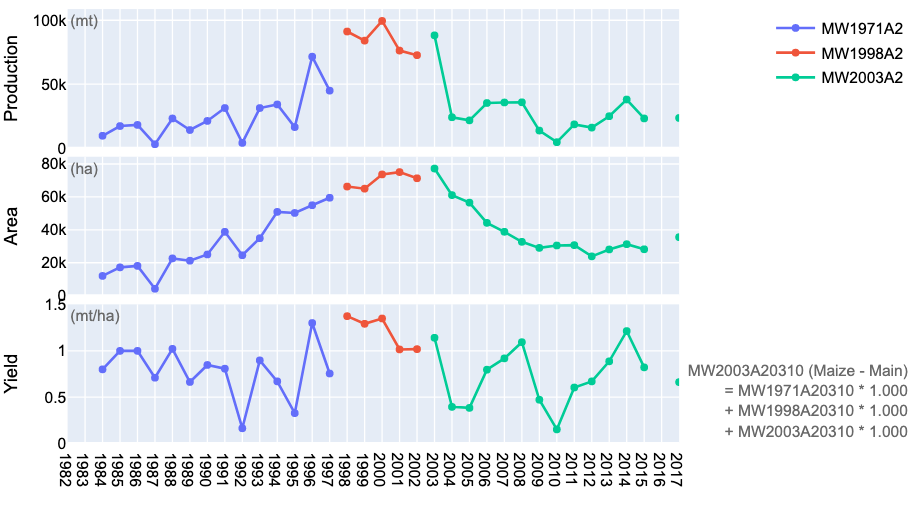 Production
(mt)
100k
50k
0
Area
(ha)
80k
60k
40k
20k
0
Yield
(mt/ha)
1.5
1
0.5
0
1982
1983
1984
1985
1986
1987
1988
1989
1990
1991
1992
1993
1994
1995
1996
1997
1998
1999
2000
2001
2002
2003
2004
2005
2006
2007
2008
2009
2010
2011
2012
2013
2014
2015
2016
2017
MW1971A2
MW1998A2
MW2003A2
MW2003A20310 (Maize - Main)
= MW1971A20310 * 1.000
+ MW1998A20310 * 1.000
+ MW2003A20310 * 1.000